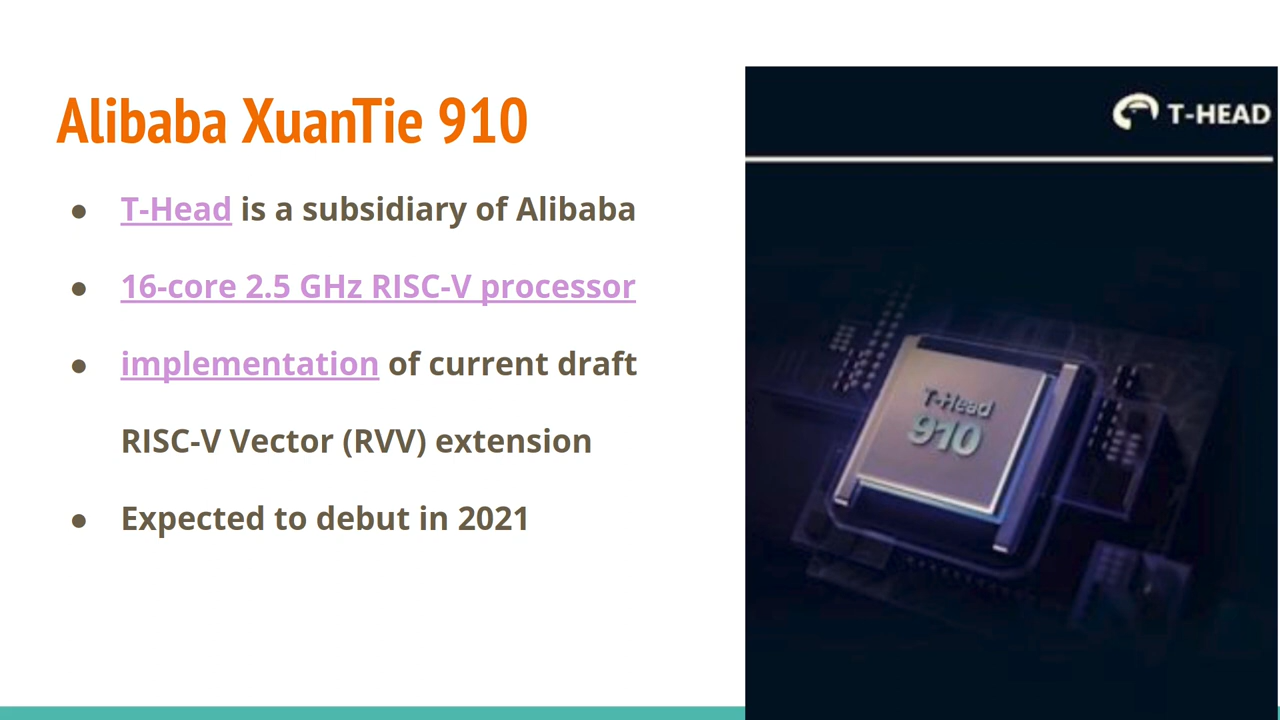 Alibaba XuanTie 910
● T-Head is a subsidiary of Alibaba
● 16-core 2.5 GHz RISC-V processor
● implementation of current draft
RISC-V Vector (RVV) extension
● Expected to debut in 2021
T-HEAD
T-Head
910